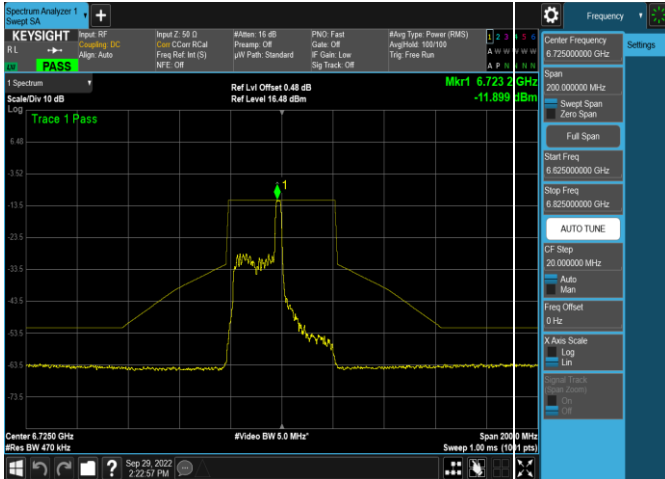 Spectrum Analyzer 1
Swept SA
KEYSIGHT
RL
LV
PASS
Input: RF
Coupling: DC
Align: Auto
Input Z: 50 Ω
Corr CCorr RCal
Freq Ref: Int (S)
NFE: Off
#Atten: 16 dB
Preamp: Off
µW Path: Standard
PNO: Fast
Gate: Off
IF Gain: Low
Sig Track: Off
#Avg Type: Power (RMS)
Avg|Hold: 100/100
Trig: Free Run
1 2 3 4 5 6
A W W W W W
A P N N N N
1 Spectrum
Scale/Div 10 dB
Log
Ref Lvl Offset 0.48 dB
Ref Level 16.48 dBm
Mkr1 6.723 2 GHz
-11.899 dBm
Trace 1 Pass
1
6.48
-3.52
-13.5
-23.5
-33.5
-43.5
-53.5
-63.5
-73.5
Center 6.7250 GHz
#Res BW 470 kHz
#Video BW 5.0 MHz*
Span 200.0 MHz
Sweep 1.00 ms (1001 pts)
Sep 29, 2022
2:22:57 PM
Frequency
Settings
Center Frequency
6.725000000 GHz
Span
200.000000 MHz
Swept Span
Zero Span
Full Span
Start Freq
6.625000000 GHz
Stop Freq
6.825000000 GHz
AUTO TUNE
CF Step
20.000000 MHz
Auto
Man
Freq Offset
0 Hz
X Axis Scale
Log
Lin
Signal Track
(Span Zoom)
On
Off